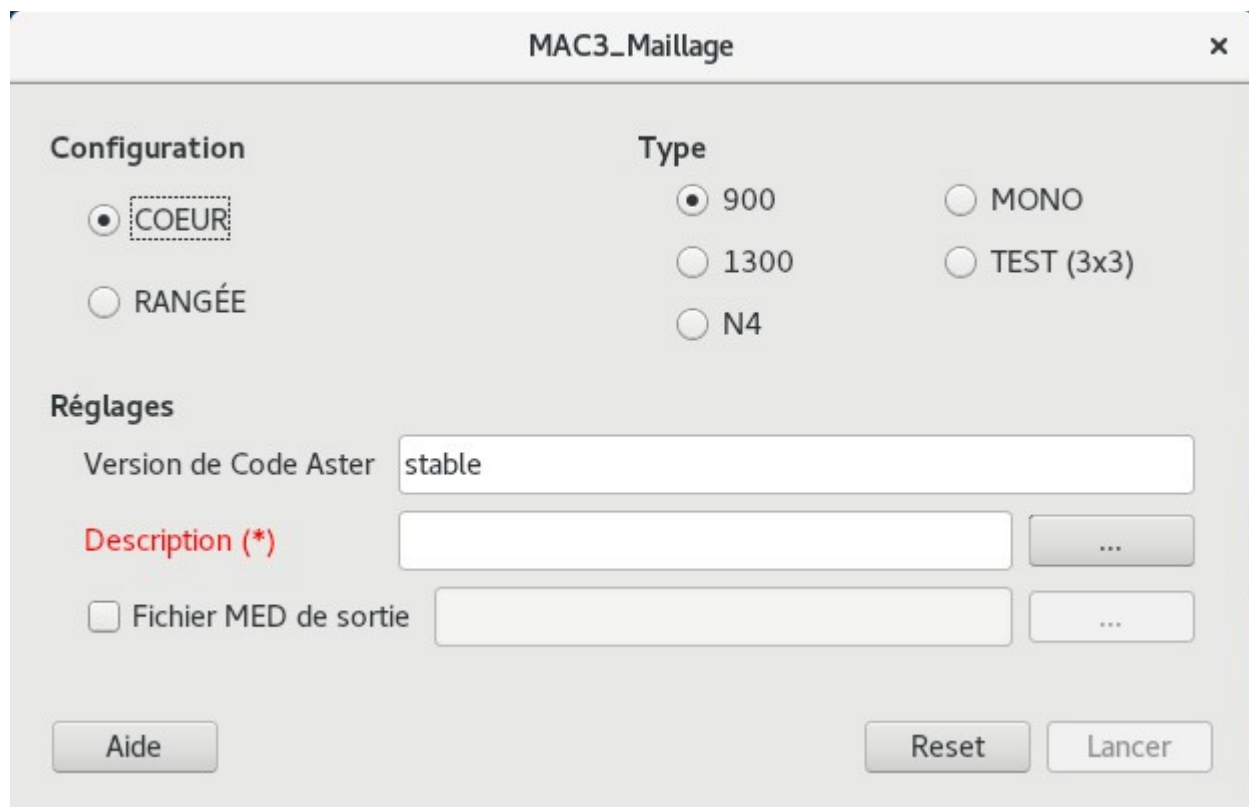 MAC3_Maillage ×
Configuration
COEUR
RANGÉE
Type
900
MONO
1300
TEST (3x3)
N4
Réglages
Version de Code Aster stable
Description (*) ...
Fichier MED de sortie ...
Aide Reset Lancer